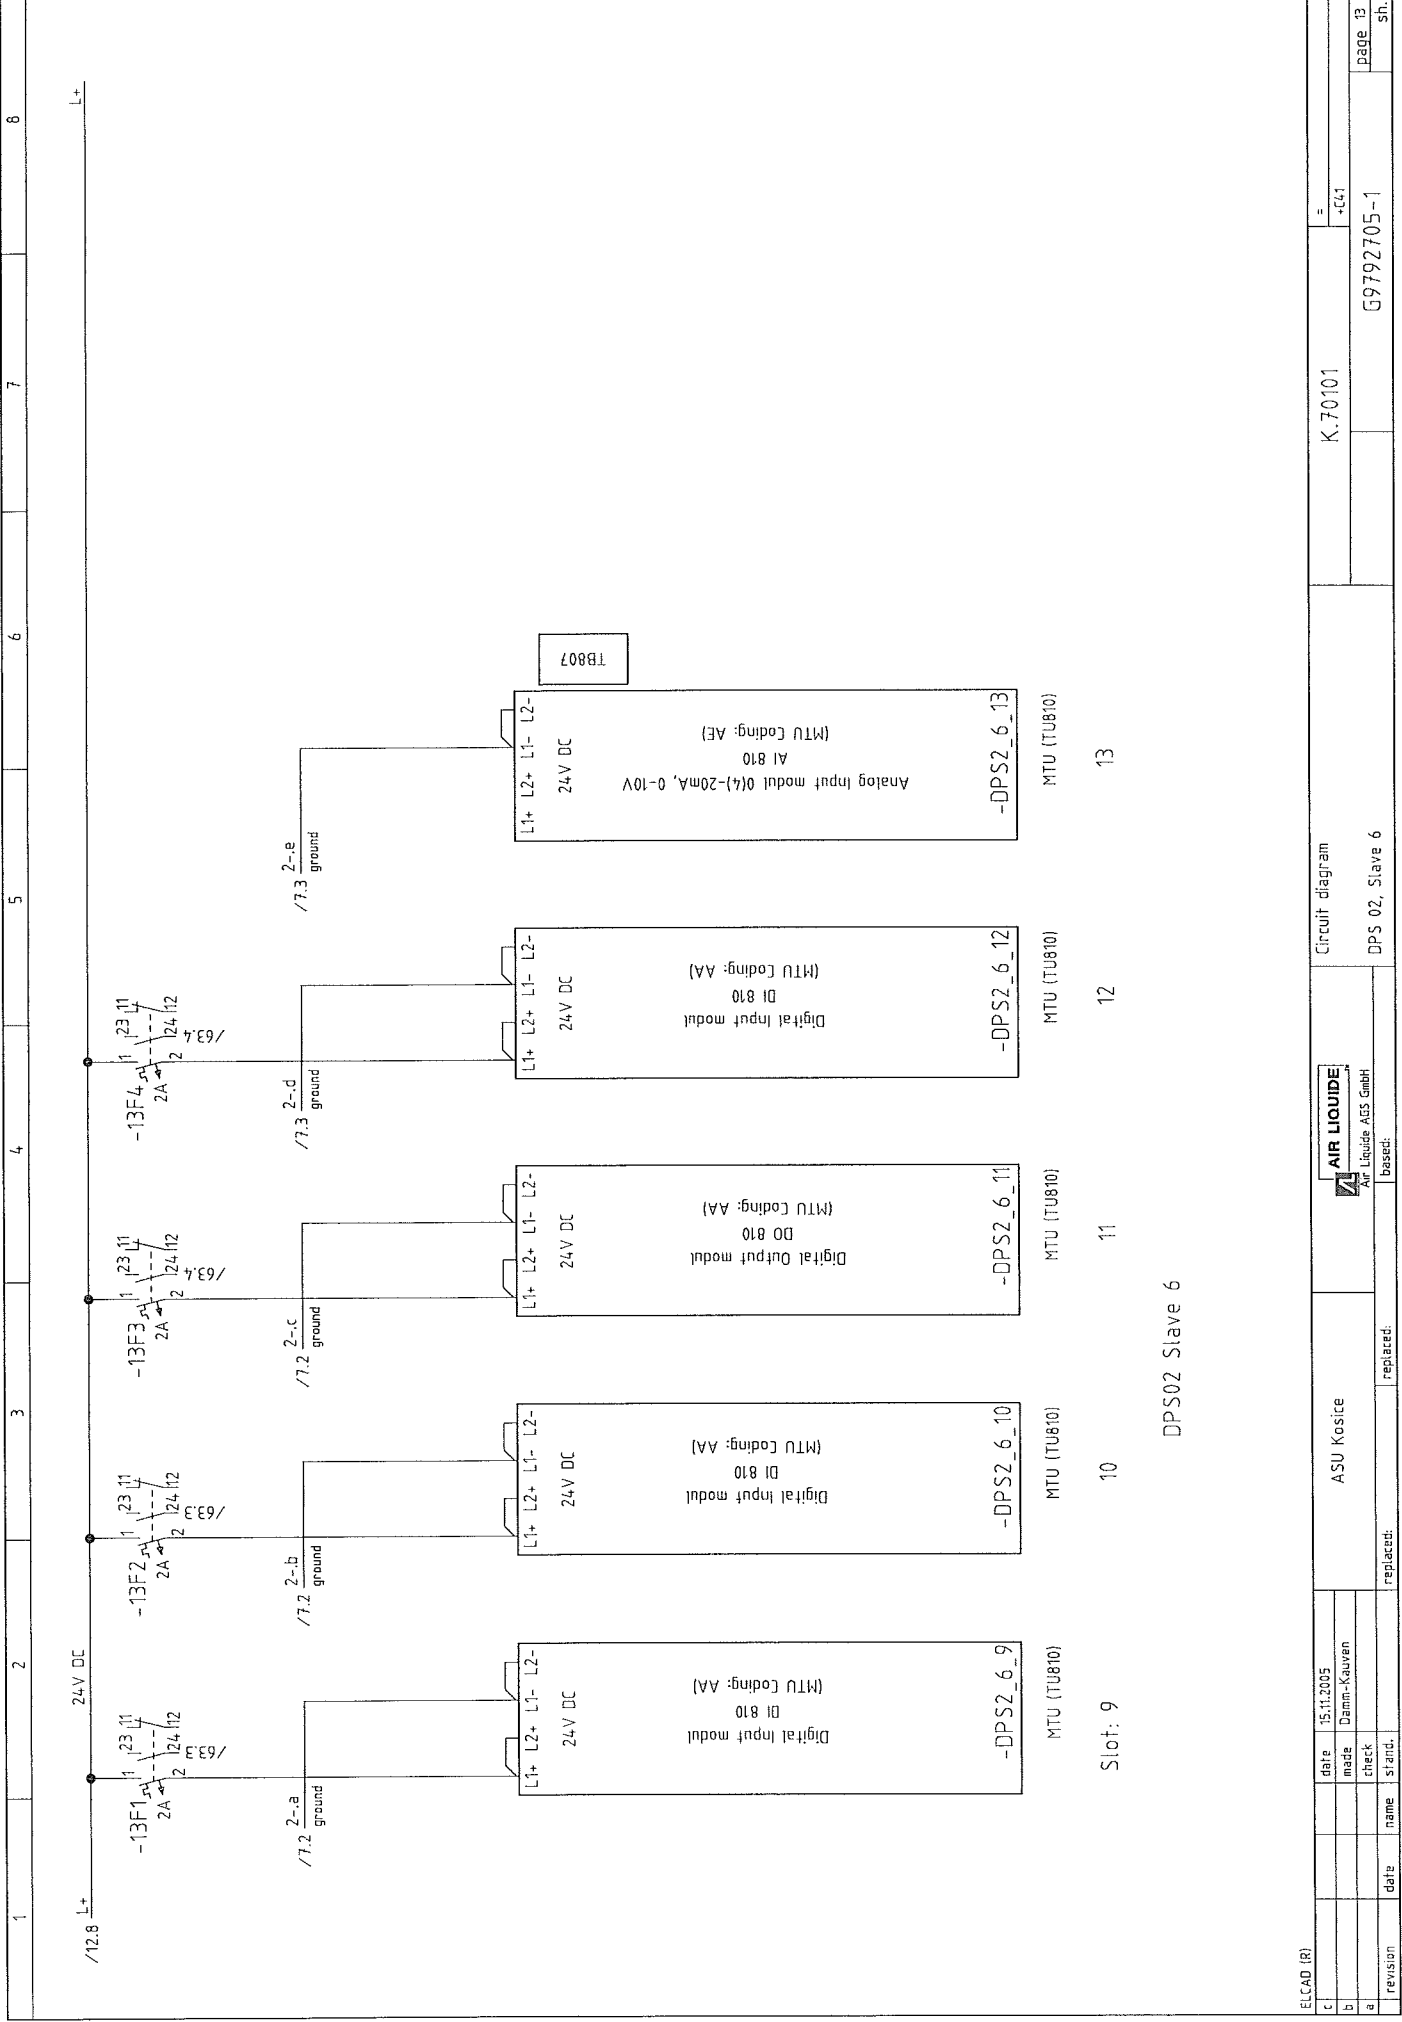 1 2 3 4 5 6 7 8
/12.8 L+
24V DC
L+
-13F1
2A
1 23 11
2 24 12
/63.3
-13F2
2A
1 23 11
2 24 12
/63.3
-13F3
2A
1 23 11
2 24 12
/63.4
-13F4
2A
1 23 11
2 24 12
/63.4
/7.2 2-.a
ground
/7.2 2-.b
ground
/7.2 2-.c
ground
/7.3 2-.d
ground
/7.3 2-.e
ground
L1+ L2+ L1- L2-
24V DC
Digital Input modul
DI 810
(MTU Coding: AA)
-DPS2_6_9
MTU (TU810)
Slot: 9
L1+ L2+ L1- L2-
24V DC
Digital Input modul
DI 810
(MTU Coding: AA)
-DPS2_6_10
MTU (TU810)
10
L1+ L2+ L1- L2-
24V DC
Digital Output modul
DO 810
(MTU Coding: AA)
-DPS2_6_11
MTU (TU810)
11
L1+ L2+ L1- L2-
24V DC
Digital Input modul
DI 810
(MTU Coding: AA)
-DPS2_6_12
MTU (TU810)
12
L1+ L2+ L1- L2-
24V DC
Analog Input modul 0(4)-20mA, 0-10V
AI 810
(MTU Coding: AE)
-DPS2_6_13
MTU (TU810)
13
TB807
DPS02 Slave 6
ELCAD (R)
c
b
a
revision
date
name
date 15.11.2005
made Damm-Kauven
check
stand.
ASU Kosice
replaced:
replaced:
AIR LIQUIDE
Air Liquide AGS GmbH
based:
Circuit diagram
DPS 02, Slave 6
K.70101
=
+C41
G9792705-1
page 13
sh.